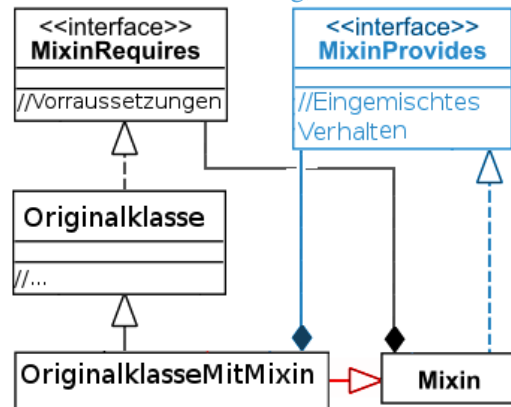 <<interface>>
MixinRequires
//Vorraussetzungen
<<interface>>
MixinProvides
//Eingemischtes
Verhalten
Originalklasse
//...
OriginalklasseMitMixin
Mixin